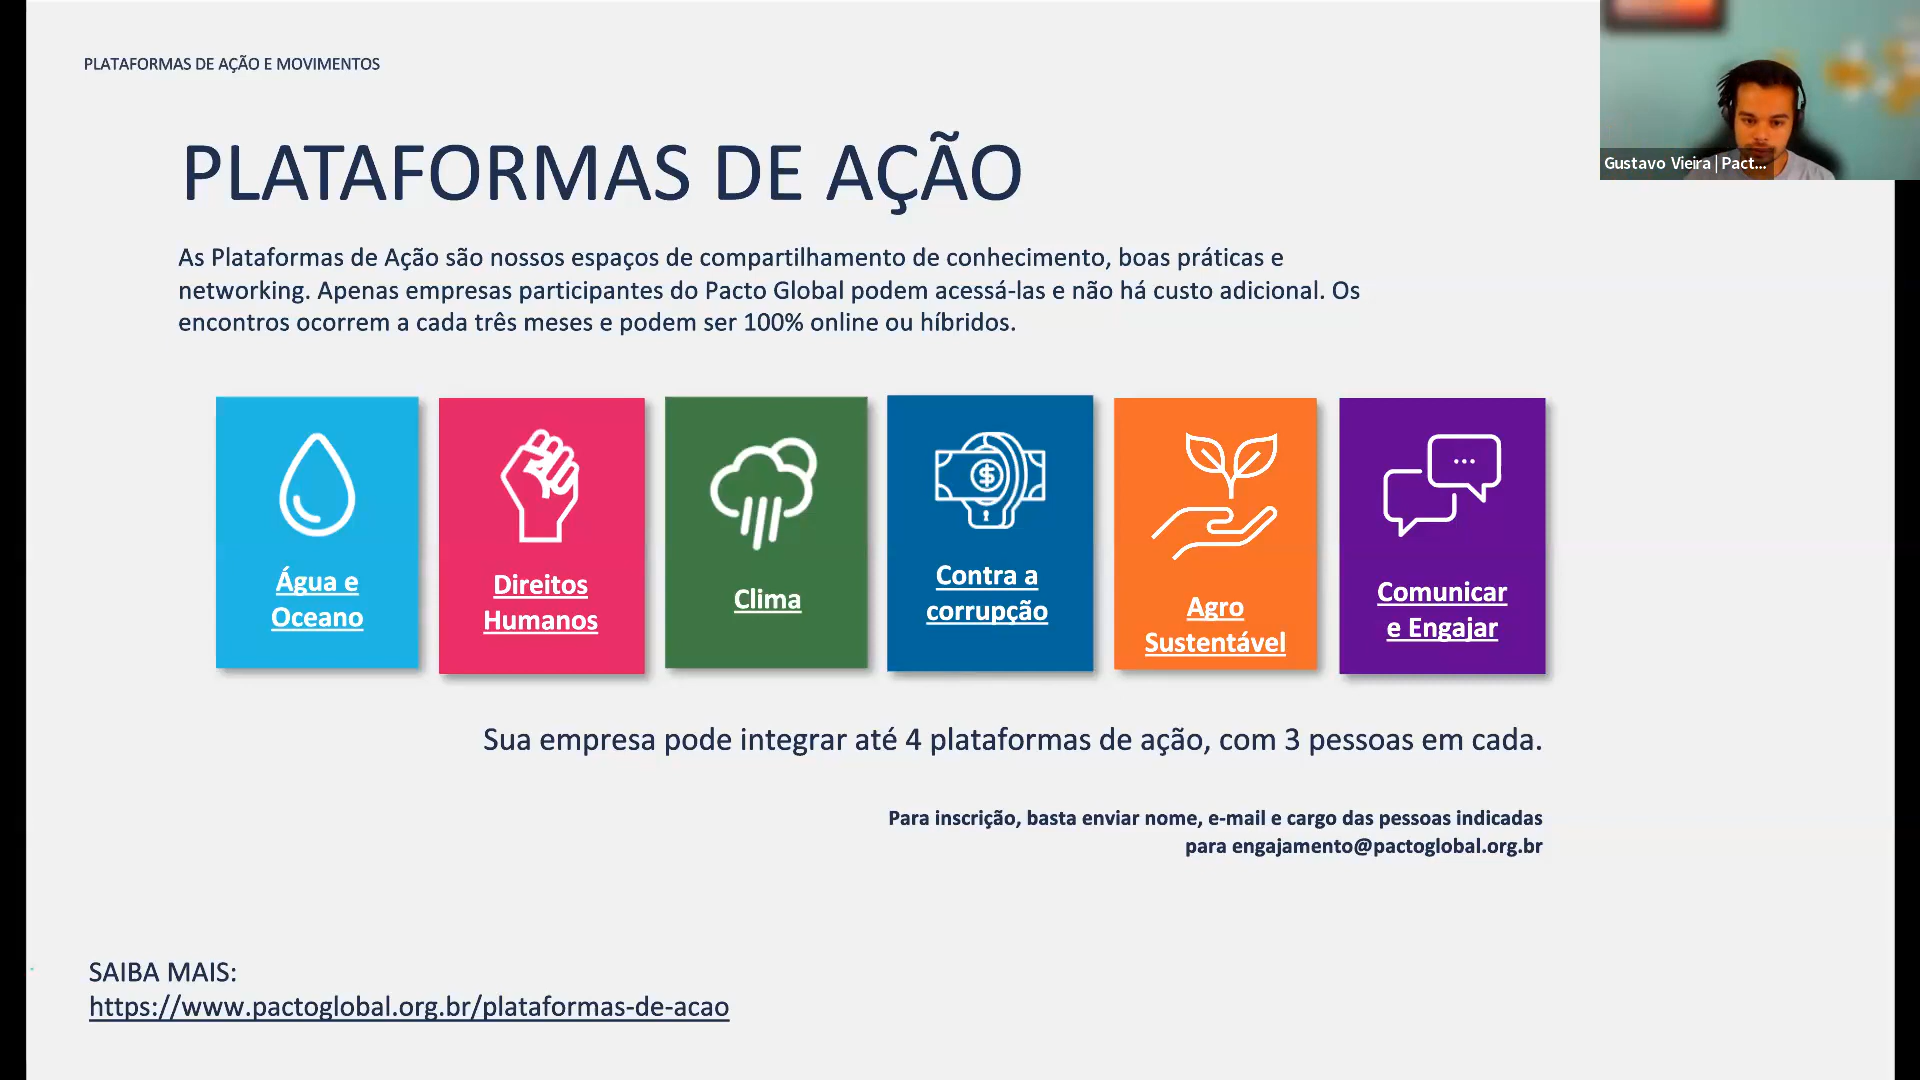 PLATAFORMAS DE AÇÃO E MOVIMENTOS
PLATAFORMAS DE AÇÃO
As Plataformas de Ação são nossos espaços de compartilhamento de conhecimento, boas práticas e
networking. Apenas empresas participantes do Pacto Global podem acessá-las e não há custo adicional. Os
encontros ocorrem a cada três meses e podem ser 100% online ou híbridos.
Água e
Oceano
Direitos
Humanos
Clima
Contra a
corrupção
Agro
Sustentável
Comunicar
e Engajar
Sua empresa pode integrar até 4 plataformas de ação, com 3 pessoas em cada.
Para inscrição, basta enviar nome, e-mail e cargo das pessoas indicadas
para engajamento@pactoglobal.org.br
SAIBA MAIS:
https://www.pactoglobal.org.br/plataformas-de-acao
Gustavo Vieira | Pact...